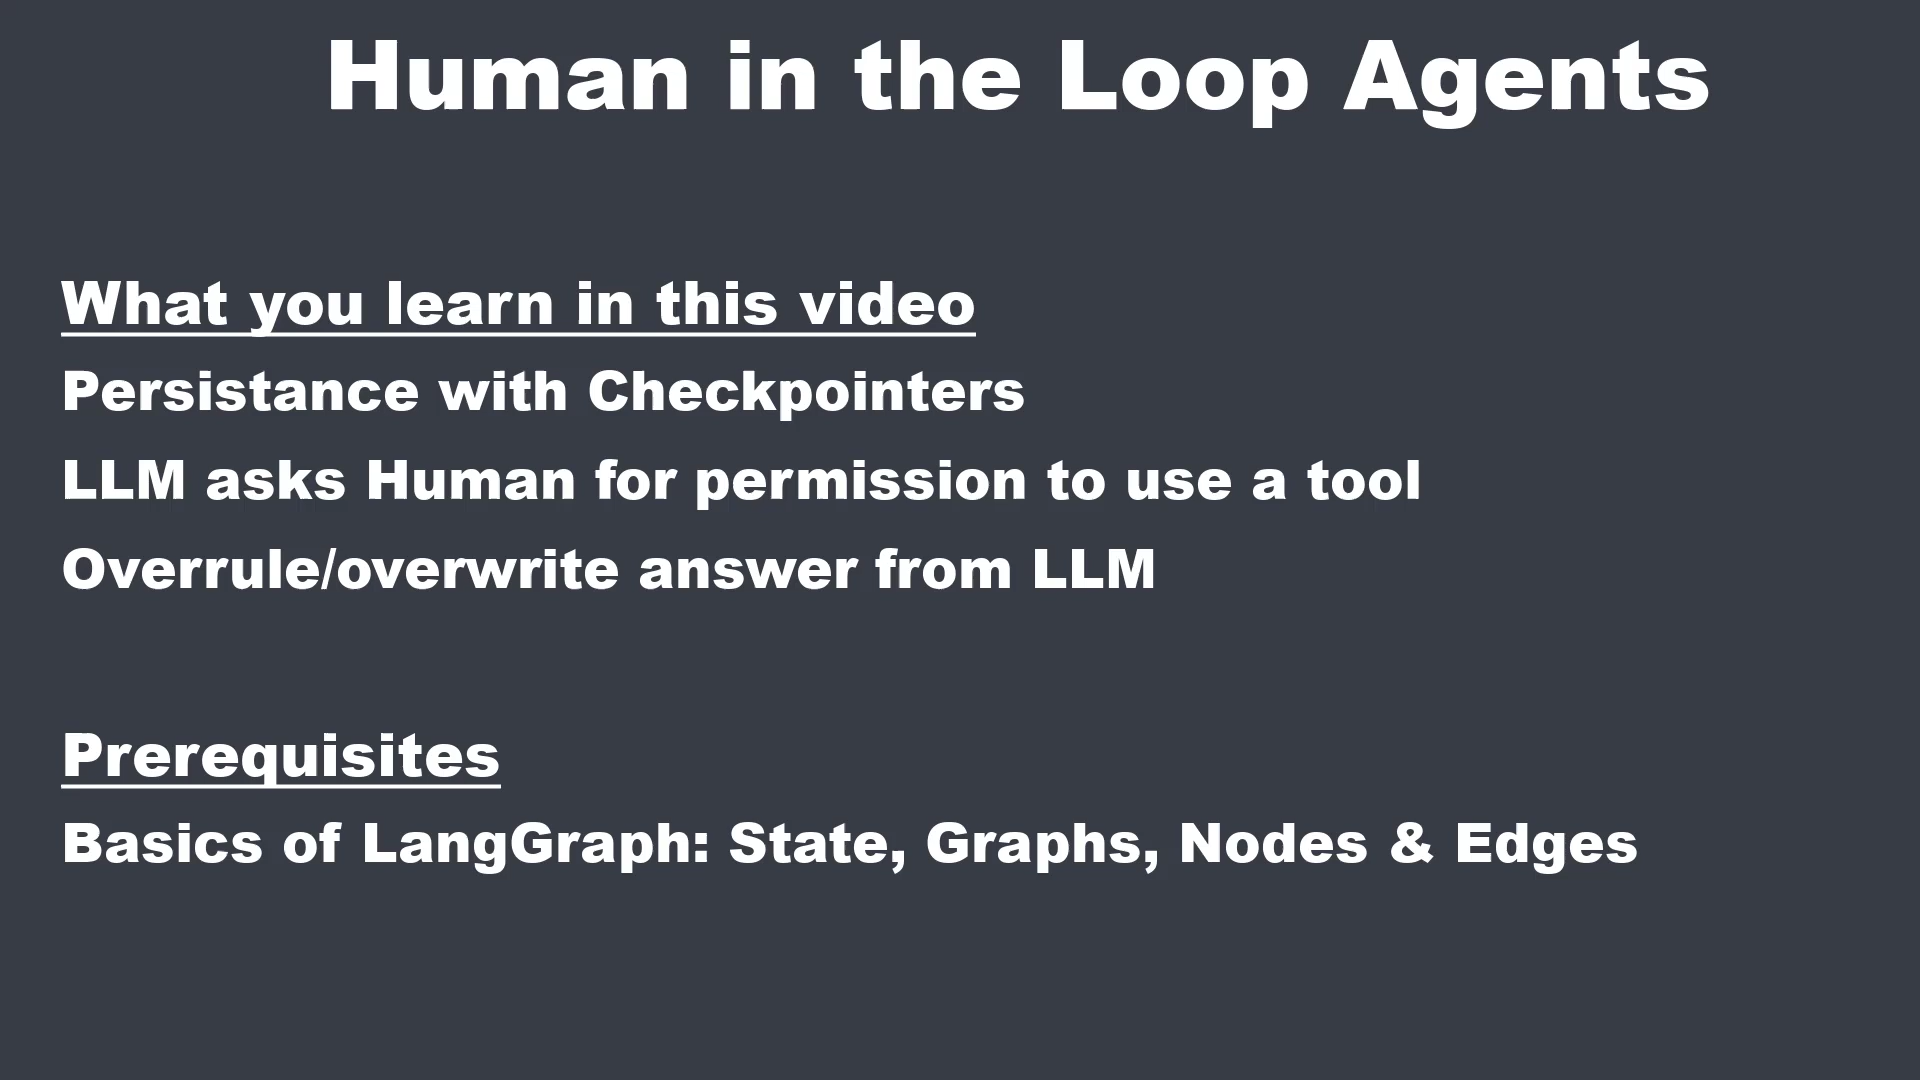 Human in the Loop Agents
What you learn in this video
Persistance with Checkpointers
LLM asks Human for permission to use a tool
Overrule/overwrite answer from LLM
Prerequisites
Basics of LangGraph: State, Graphs, Nodes & Edges